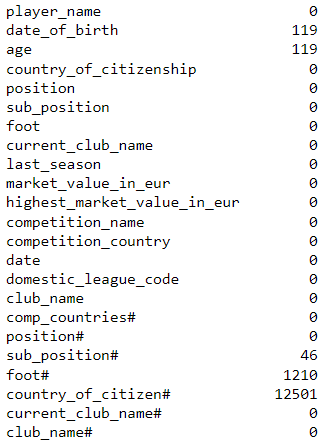 player_name 0
date_of_birth 119
age 119
country_of_citizenship 0
position 0
sub_position 0
foot 0
current_club_name 0
last_season 0
market_value_in_eur 0
highest_market_value_in_eur 0
competition_name 0
competition_country 0
date 0
domestic_league_code 0
club_name 0
comp_countries# 0
position# 0
sub_position# 46
foot# 1210
country_of_citizen# 12501
current_club_name# 0
club_name# 0